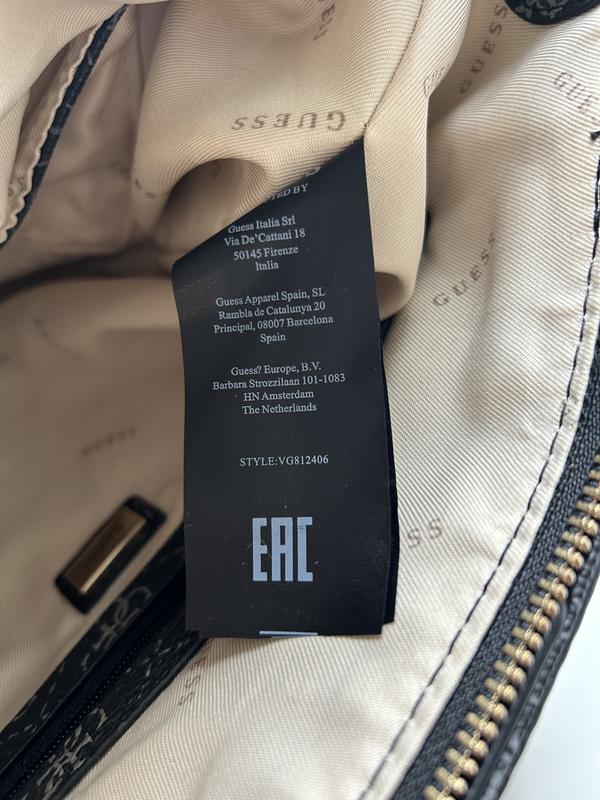 GUESS
GUESS
GUESS
Guess Italia Srl
Via De'Cattani 18
50145 Firenze
Italia
Guess Apparel Spain, SL
Rambla de Catalunya 20
Principal, 08007 Barcelona
Spain
Guess? Europe, B.V.
Barbara Strozzilaan 101-1083
HN Amsterdam
The Netherlands
STYLE:VG812406
EAC
GUESS
GUESS